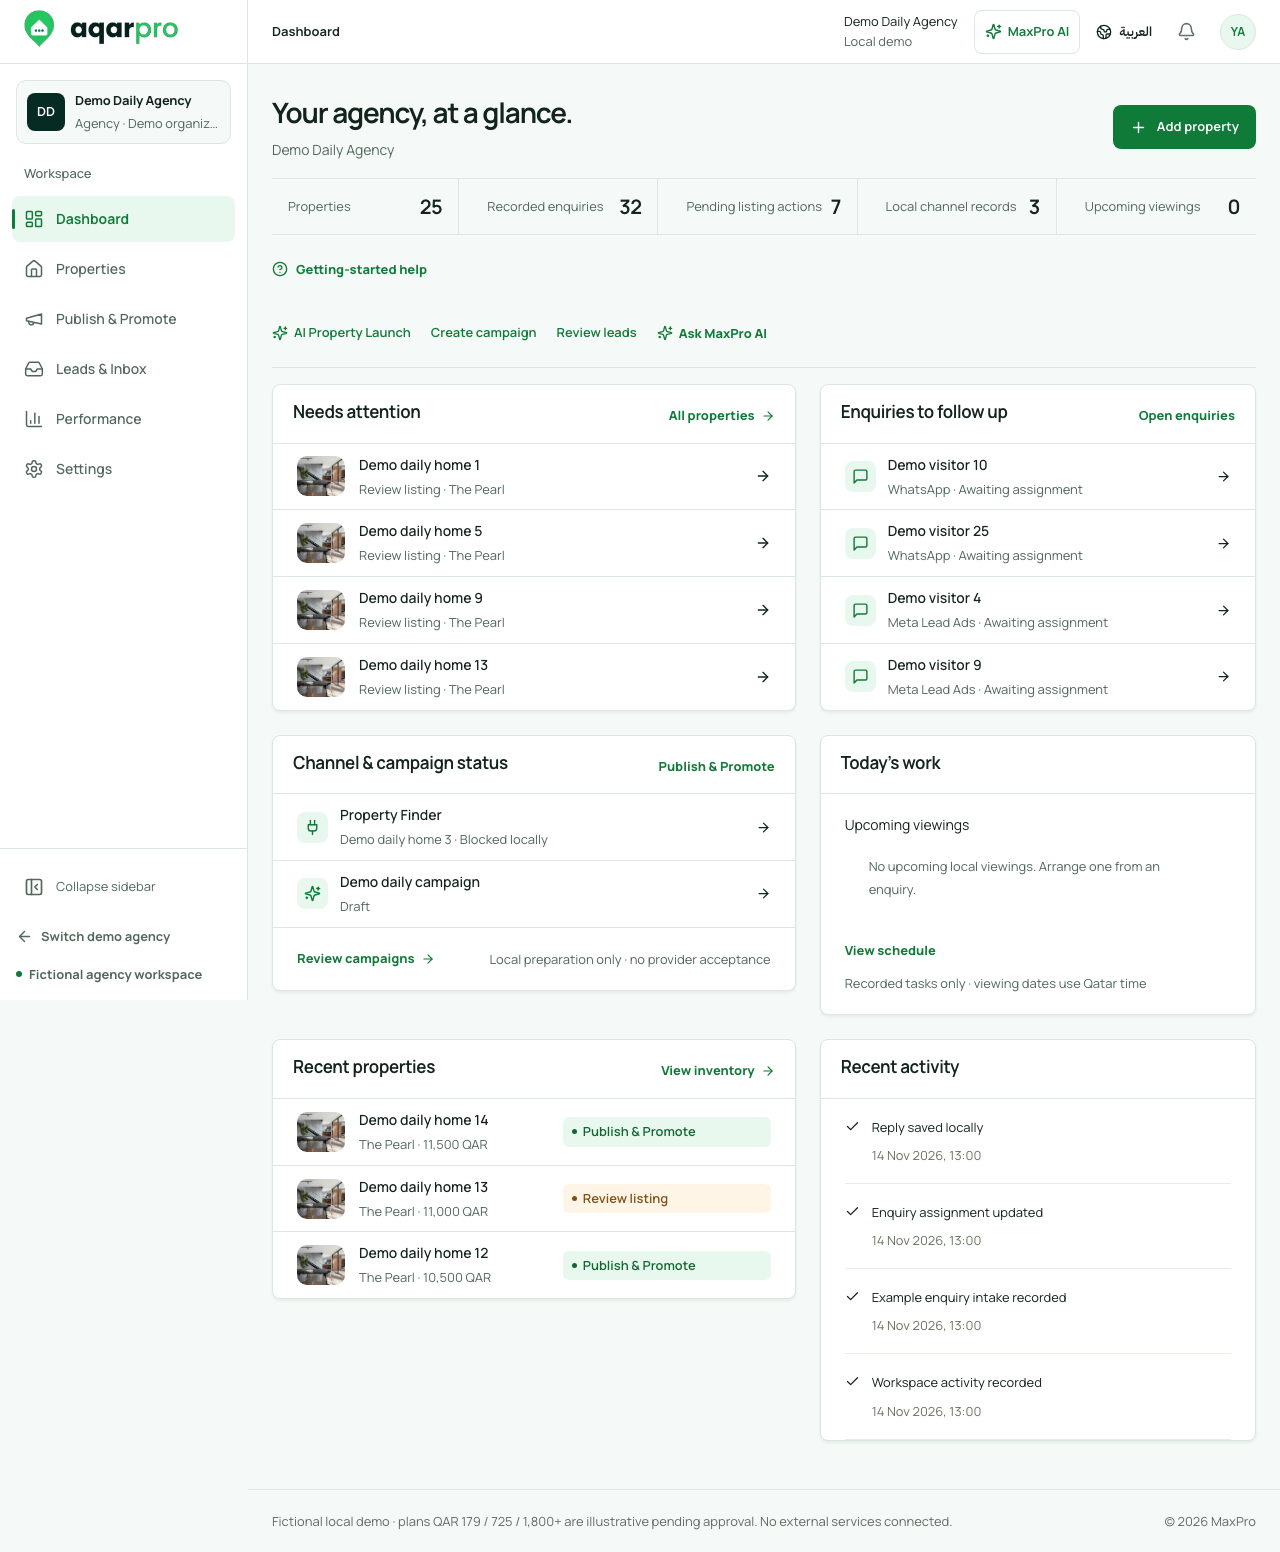 aqarpro
Dashboard
Demo Daily Agency
Local demo
MaxPro AI
العربية
YA
DD
Demo Daily Agency
Agency · Demo organiz...
Workspace
Dashboard
Properties
Publish & Promote
Leads & Inbox
Performance
Settings
Collapse sidebar
Switch demo agency
Fictional agency workspace
Your agency, at a glance.
Demo Daily Agency
Add property
Properties 25
Recorded enquiries 32
Pending listing actions 7
Local channel records 3
Upcoming viewings 0
Getting-started help
AI Property Launch
Create campaign
Review leads
Ask MaxPro AI
Needs attention
All properties
Demo daily home 1
Review listing · The Pearl
Demo daily home 5
Review listing · The Pearl
Demo daily home 9
Review listing · The Pearl
Demo daily home 13
Review listing · The Pearl
Enquiries to follow up
Open enquiries
Demo visitor 10
WhatsApp · Awaiting assignment
Demo visitor 25
WhatsApp · Awaiting assignment
Demo visitor 4
Meta Lead Ads · Awaiting assignment
Demo visitor 9
Meta Lead Ads · Awaiting assignment
Channel & campaign status
Publish & Promote
Property Finder
Demo daily home 3 · Blocked locally
Demo daily campaign
Draft
Review campaigns
Local preparation only · no provider acceptance
Today's work
Upcoming viewings
No upcoming local viewings. Arrange one from an
enquiry.
View schedule
Recorded tasks only · viewing dates use Qatar time
Recent properties
View inventory
Demo daily home 14
The Pearl · 11,500 QAR
Publish & Promote
Demo daily home 13
The Pearl · 11,000 QAR
Review listing
Demo daily home 12
The Pearl · 10,500 QAR
Publish & Promote
Recent activity
Reply saved locally
14 Nov 2026, 13:00
Enquiry assignment updated
14 Nov 2026, 13:00
Example enquiry intake recorded
14 Nov 2026, 13:00
Workspace activity recorded
14 Nov 2026, 13:00
Fictional local demo · plans QAR 179 / 725 / 1,800+ are illustrative pending approval. No external services connected.
© 2026 MaxPro